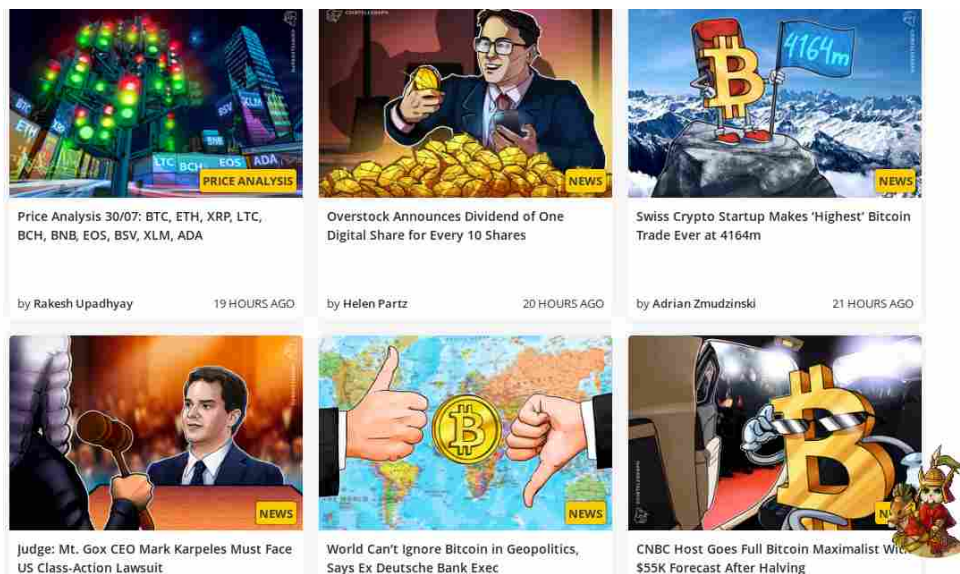 BTC
ETH
BSV
XLM
BNB
LTC
BCH
EOS
ADA
PRICE ANALYSIS
NEWS
4164m
NEWS
Price Analysis 30/07: BTC, ETH, XRP, LTC,
BCH, BNB, EOS, BSV, XLM, ADA
by Rakesh Upadhyay
19 HOURS AGO
Overstock Announces Dividend of One
Digital Share for Every 10 Shares
by Helen Partz
20 HOURS AGO
Swiss Crypto Startup Makes ‘Highest’ Bitcoin
Trade Ever at 4164m
by Adrian Zmudzinski
21 HOURS AGO
NEWS
NEWS
Judge: Mt. Gox CEO Mark Karpeles Must Face
US Class-Action Lawsuit
World Can’t Ignore Bitcoin in Geopolitics,
Says Ex Deutsche Bank Exec
CNBC Host Goes Full Bitcoin Maximalist
$55K Forecast After Halving